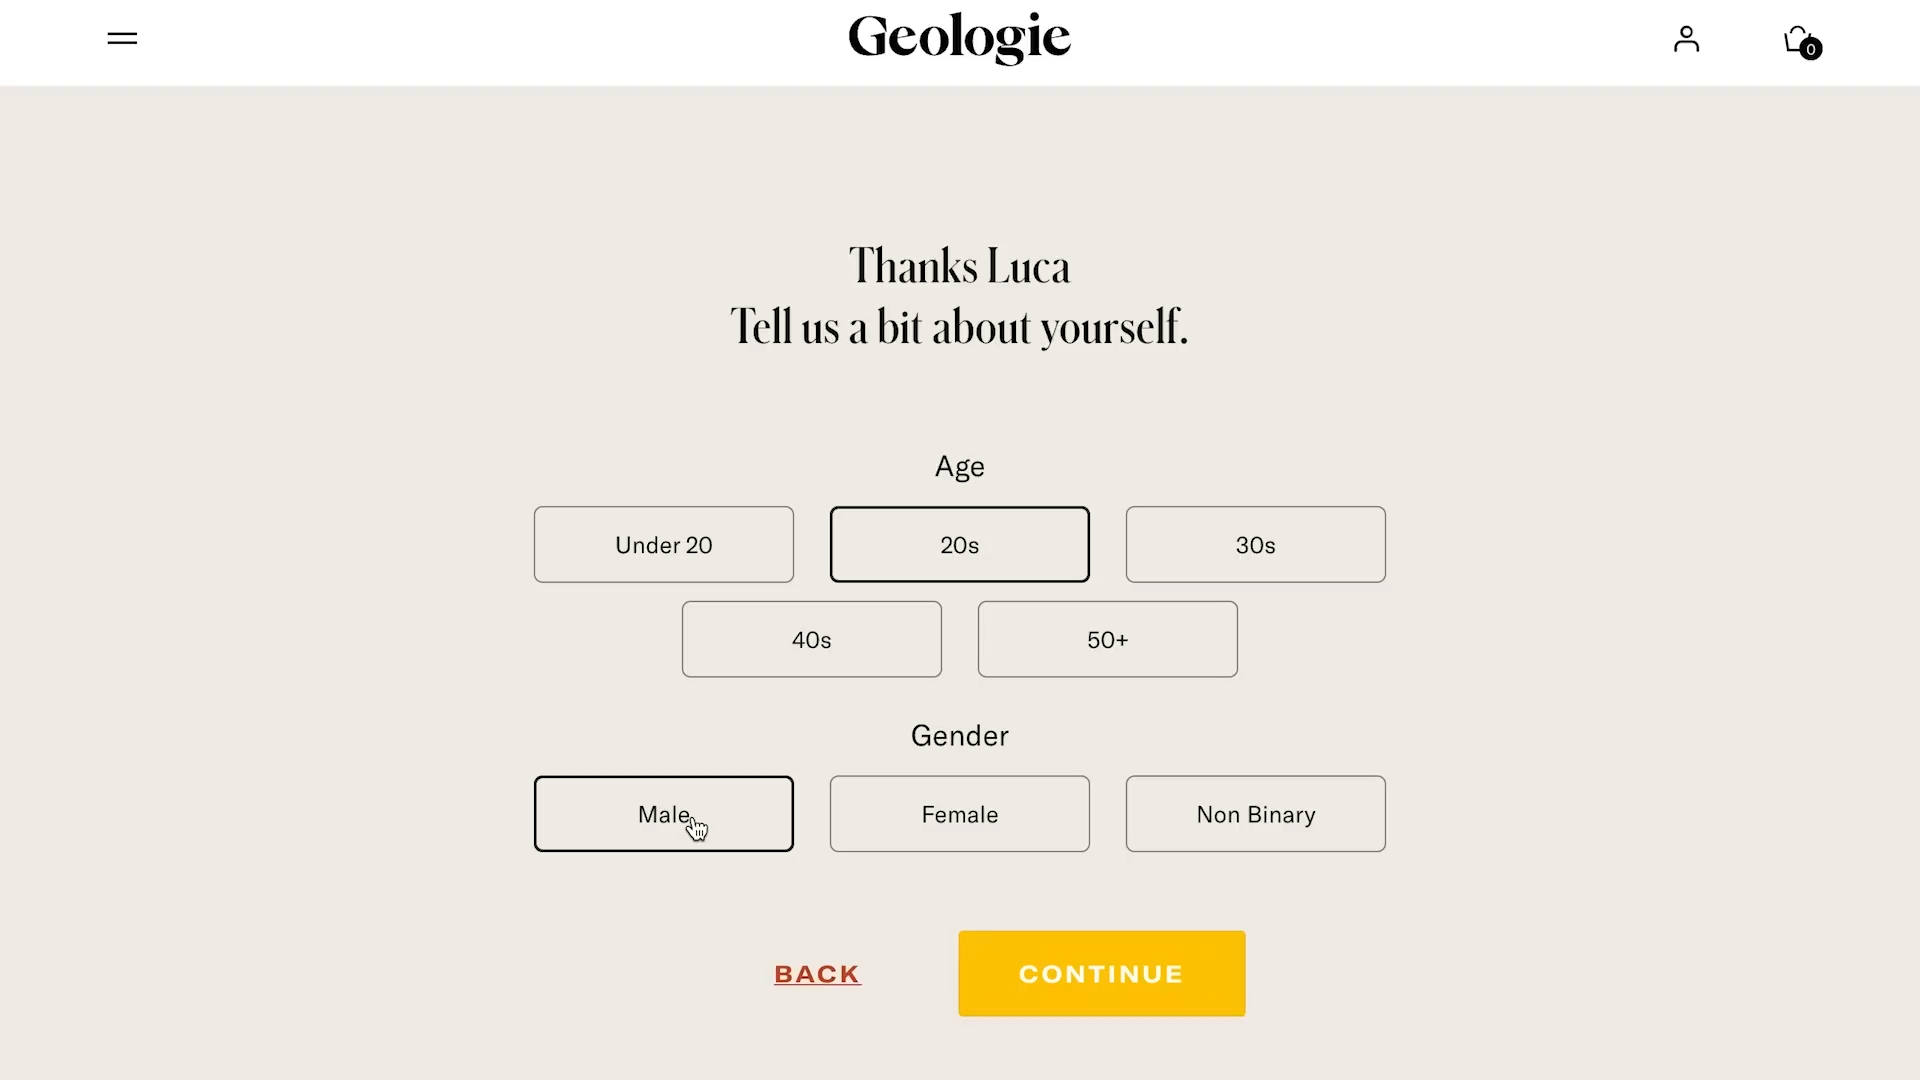 Geologie
0
Thanks Luca
Tell us a bit about yourself.
Age
Under 20
20s
30s
40s
50+
Gender
Male
Female
Non Binary
BACK
CONTINUE